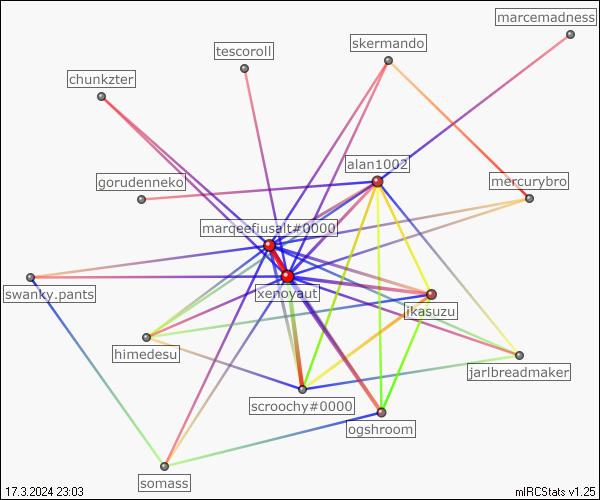 marcemadness
skermando
tescoroll
chunkzter
alan1002
gorudenneko
mercurybro
marqeefiusalt#0000
swanky.pants
xenoyaut
ikasuzu
himedesu
jarlbreadmaker
scroochy#0000
ogshroom
somass
17.3.2024 23:03
mIRCStats v1.25